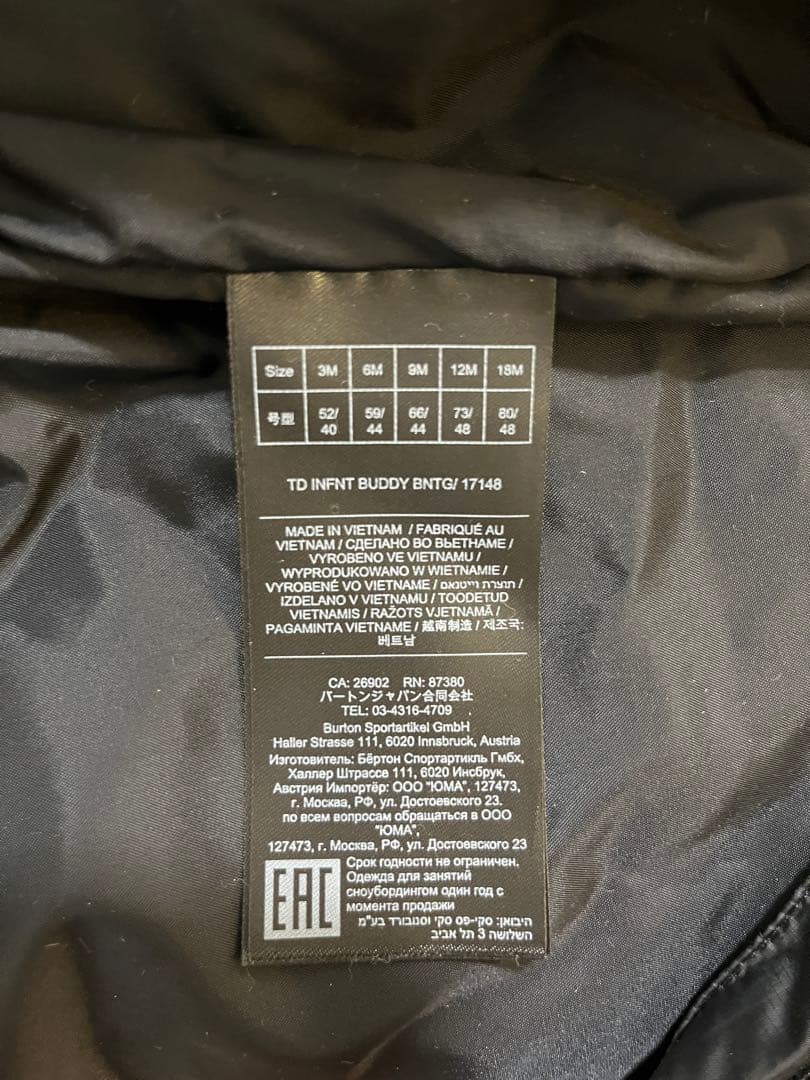 Size 3M 6M 9M 12M 18M
号型 52/40 59/44 66/44 73/48 80/48
TD INFNT BUDDY BNTG/ 17148
MADE IN VIETNAM / FABRIQUÉ AU
VIETNAM / СДЕЛАНО ВО ВЬЕТНАМЕ /
VYROBENO VE VIETNAMU /
WYPRODUKOWANO W WIETNAMIE /
VYROBENÉ VO VIETNAME / תוצרת וייטנאם /
IZDELANO V VIETNAMU / TOODETUD
VIETNAMIS / RAŽOTS VJETNAMĀ /
PAGAMINTA VIETNAME / 越南制造 / 제조국:
베트남
CA: 26902 RN: 87380
バートンジャパン合同会社
TEL: 03-4316-4709
Burton Sportartikel GmbH
Haller Strasse 111, 6020 Innsbruck, Austria
Изготовитель: Бёртон Спортартикль Гмбх,
Халлер Штрассе 111, 6020 Инсбрук,
Австрия Импортёр: ООО "ЮМА", 127473,
г. Москва, РФ, ул. Достоевского 23.
по всем вопросам обращаться в ООО
"ЮМА",
127473, г. Москва, РФ, ул. Достоевского 23
EAC
Срок годности не ограничен.
Одежда для занятий
сноубордингом один год с
момента продажи
היבואן: סקי-פס סקי וסנובורד בע"מ
השלושה 3 תל אביב